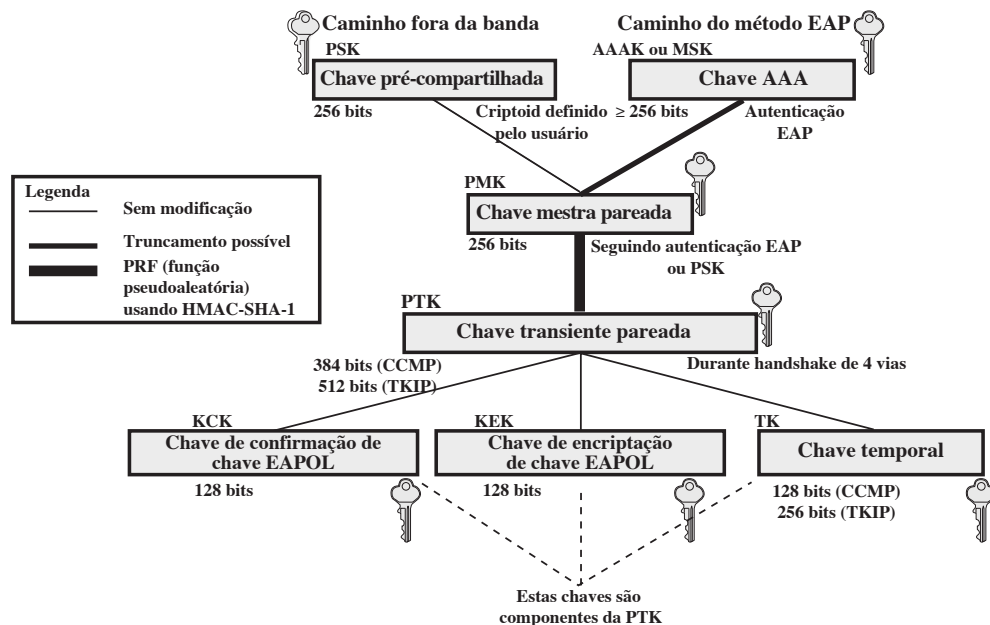 Caminho fora da banda
Caminho do método EAP
PSK
AAAK ou MSK
Chave pré-compartilhada
Chave AAA
256 bits
Criptoid definido
pelo usuário
≥ 256 bits
Autenticação
EAP
Legenda
Sem modificação
Truncamento possível
PRF (função
pseudoaleatória)
usando HMAC-SHA-1
PMK
Chave mestra pareada
256 bits
Seguindo autenticação EAP
ou PSK
PTK
Chave transiente pareada
384 bits (CCMP)
512 bits (TKIP)
Durante handshake de 4 vias
KCK
KEK
TK
Chave de confirmação de
chave EAPOL
Chave de encriptação
de chave EAPOL
Chave temporal
128 bits
128 bits
128 bits (CCMP)
256 bits (TKIP)
Estas chaves são
componentes da PTK